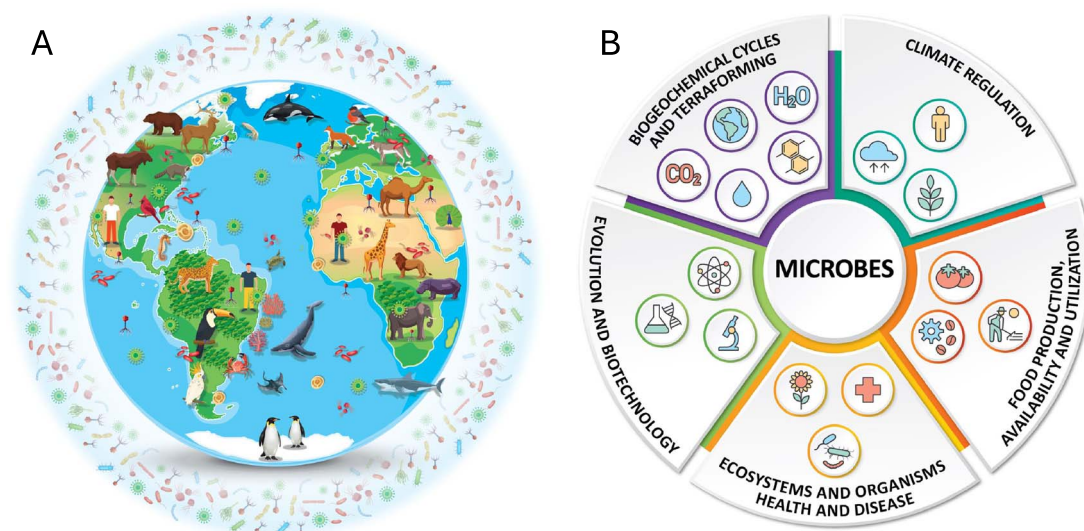 A
B
BIOGEOCHEMICAL CYCLES
AND TERRAFORMING
H₂O
CO₂
CLIMATE REGULATION
EVOLUTION AND BIOTECHNOLOGY
MICROBES
FOOD PRODUCTION,
AVAILABILITY AND UTILIZATION
ECOSYSTEMS AND ORGANISMS
HEALTH AND DISEASE